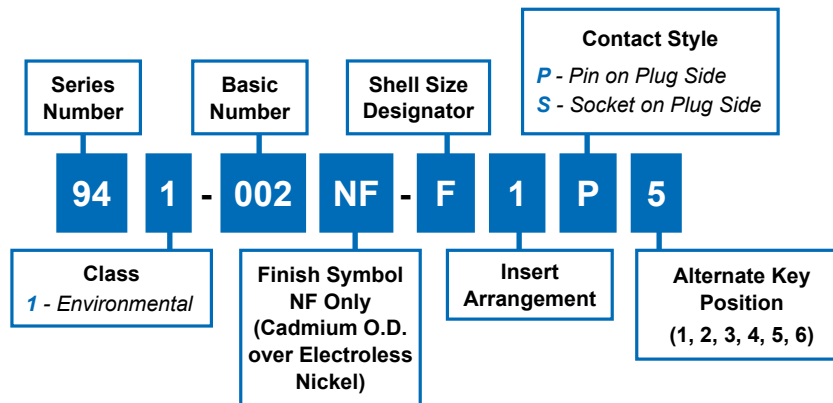 Contact Style
P - Pin on Plug Side
S - Socket on Plug Side
Series
Number
Basic
Number
Shell Size
Designator
94 1 - 002 NF - F 1 P 5
Class
1 - Environmental
Finish Symbol
NF Only
(Cadmium O.D.
over Electroless
Nickel)
Insert
Arrangement
Alternate Key
Position
(1, 2, 3, 4, 5, 6)